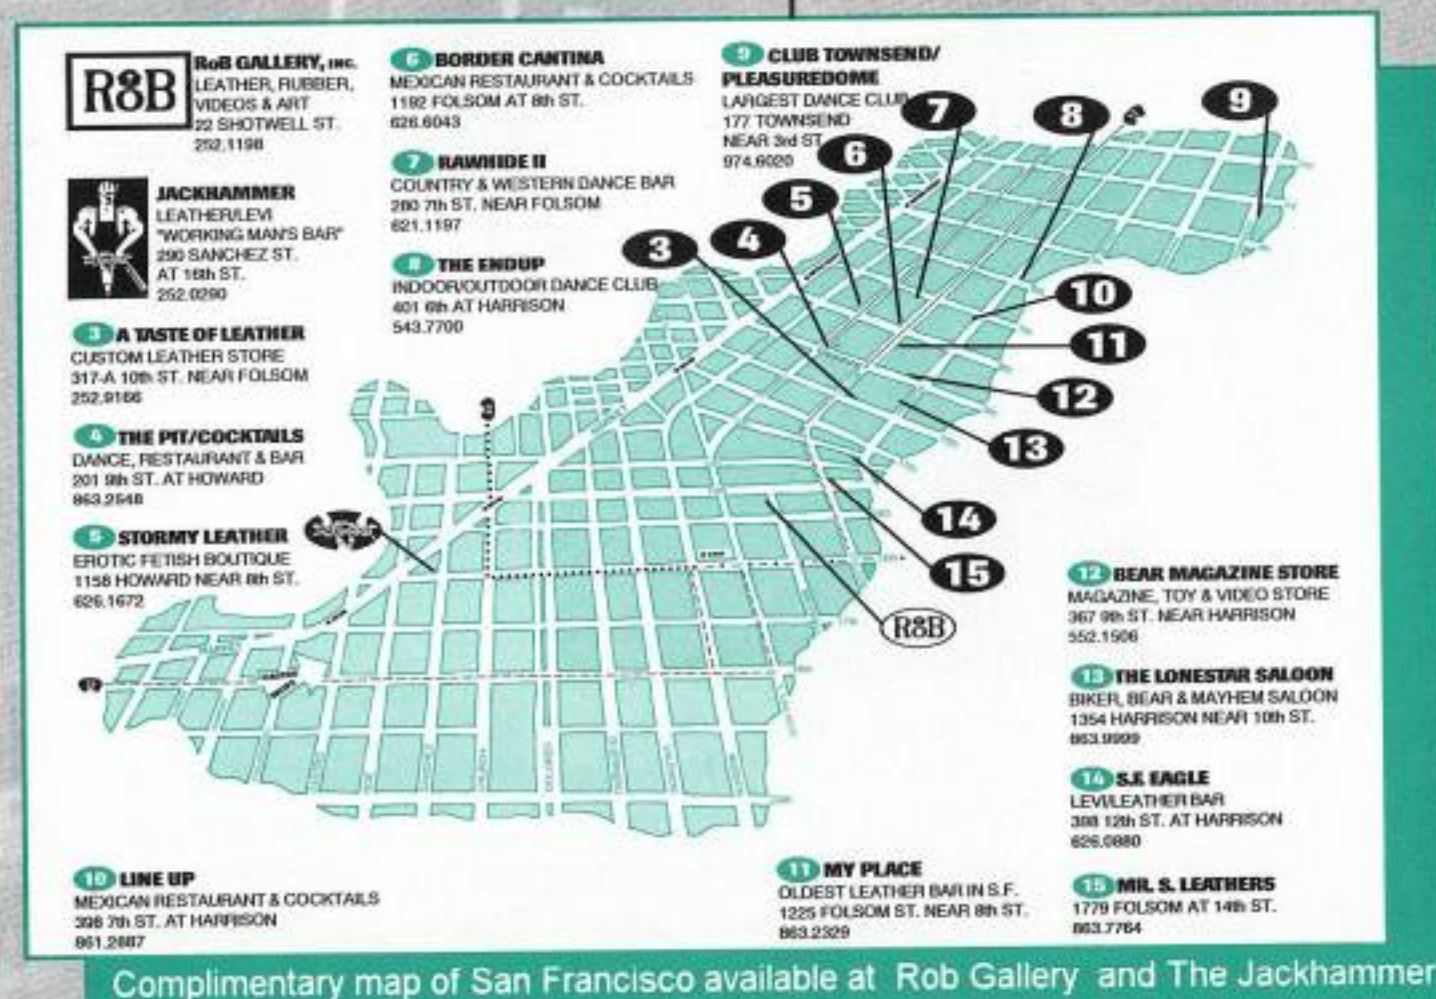 R&B
RoB GALLERY, INC.
LEATHER, RUBBER,
VIDEOS & ART
22 SHOTWELL ST.
252.1198
JACKHAMMER
LEATHER/LEVI
"WORKING MAN'S BAR"
290 SANCHEZ ST.
AT 16th ST.
252.0290
3 A TASTE OF LEATHER
CUSTOM LEATHER STORE
317-A 10th ST. NEAR FOLSOM
252.9166
4 THE PIT/COCKTAILS
DANCE, RESTAURANT & BAR
201 9th ST. AT HOWARD
863.2548
5 STORMY LEATHER
EROTIC FETISH BOUTIQUE
1158 HOWARD NEAR 8th ST.
626.1672
6 BORDER CANTINA
MEXICAN RESTAURANT & COCKTAILS
1192 FOLSOM AT 8th ST.
626.6043
7 RAWHIDE II
COUNTRY & WESTERN DANCE BAR
280 7th ST. NEAR FOLSOM
621.1197
8 THE ENDUP
INDOOR/OUTDOOR DANCE CLUB
401 6th AT HARRISON
543.7700
9 CLUB TOWNSEND/
PLEASUREDOME
LARGEST DANCE CLUB
177 TOWNSEND
NEAR 3rd ST
974.6020
3
4
5
6
7
8
9
10
11
12
13
14
15
R&B
CHURCH
DOLORES
10 LINE UP
MEXICAN RESTAURANT & COCKTAILS
398 7th ST. AT HARRISON
861.2887
11 MY PLACE
OLDEST LEATHER BAR IN S.F.
1225 FOLSOM ST. NEAR 8th ST.
863.2329
12 BEAR MAGAZINE STORE
MAGAZINE, TOY & VIDEO STORE
367 9th ST. NEAR HARRISON
552.1506
13 THE LONESTAR SALOON
BIKER, BEAR & MAYHEM SALOON
1354 HARRISON NEAR 10th ST.
863.9999
14 S.F. EAGLE
LEVI/LEATHER BAR
398 12th ST. AT HARRISON
626.0880
15 MR. S. LEATHERS
1779 FOLSOM AT 14th ST.
863.7764
Complimentary map of San Francisco available at Rob Gallery and The Jackhammer